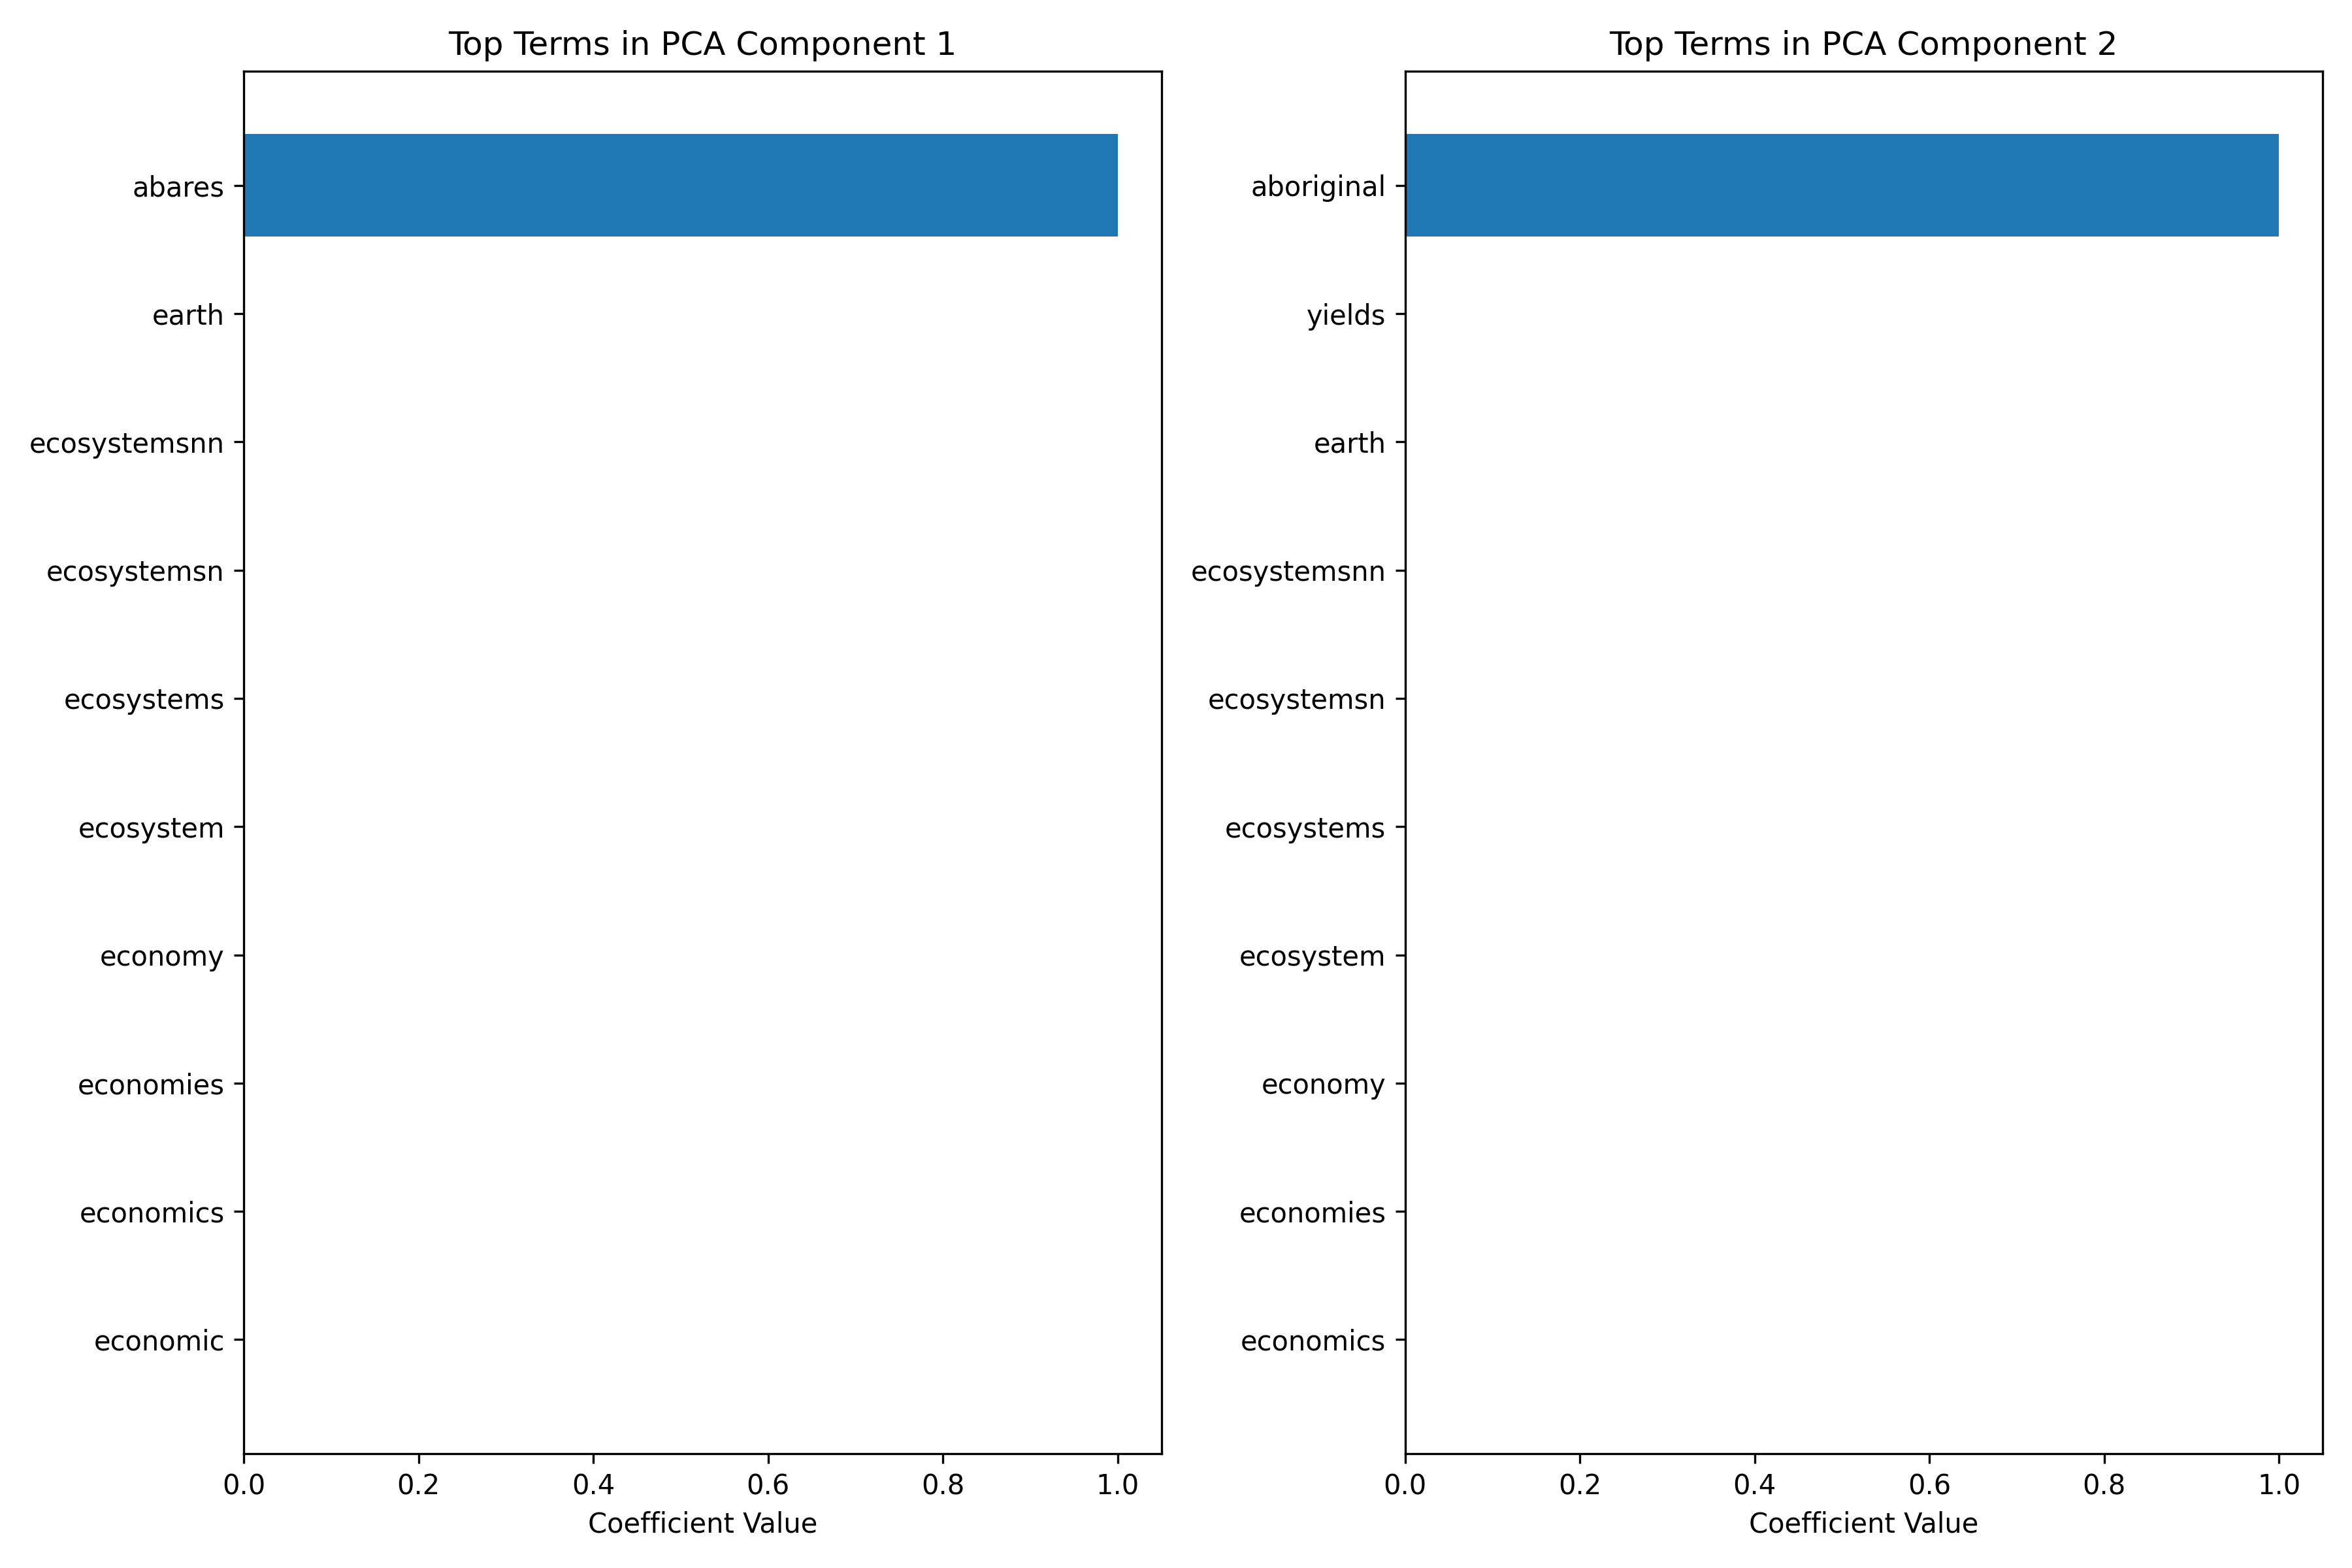 Top Terms in PCA Component 1
abares
earth
ecosystemsnn
ecosystemsn
ecosystems
ecosystem
economy
economies
economics
economic
0.0 0.2 0.4 0.6 0.8 1.0
Coefficient Value
Top Terms in PCA Component 2
aboriginal
yields
earth
ecosystemsnn
ecosystemsn
ecosystems
ecosystem
economy
economies
economics
0.0 0.2 0.4 0.6 0.8 1.0
Coefficient Value